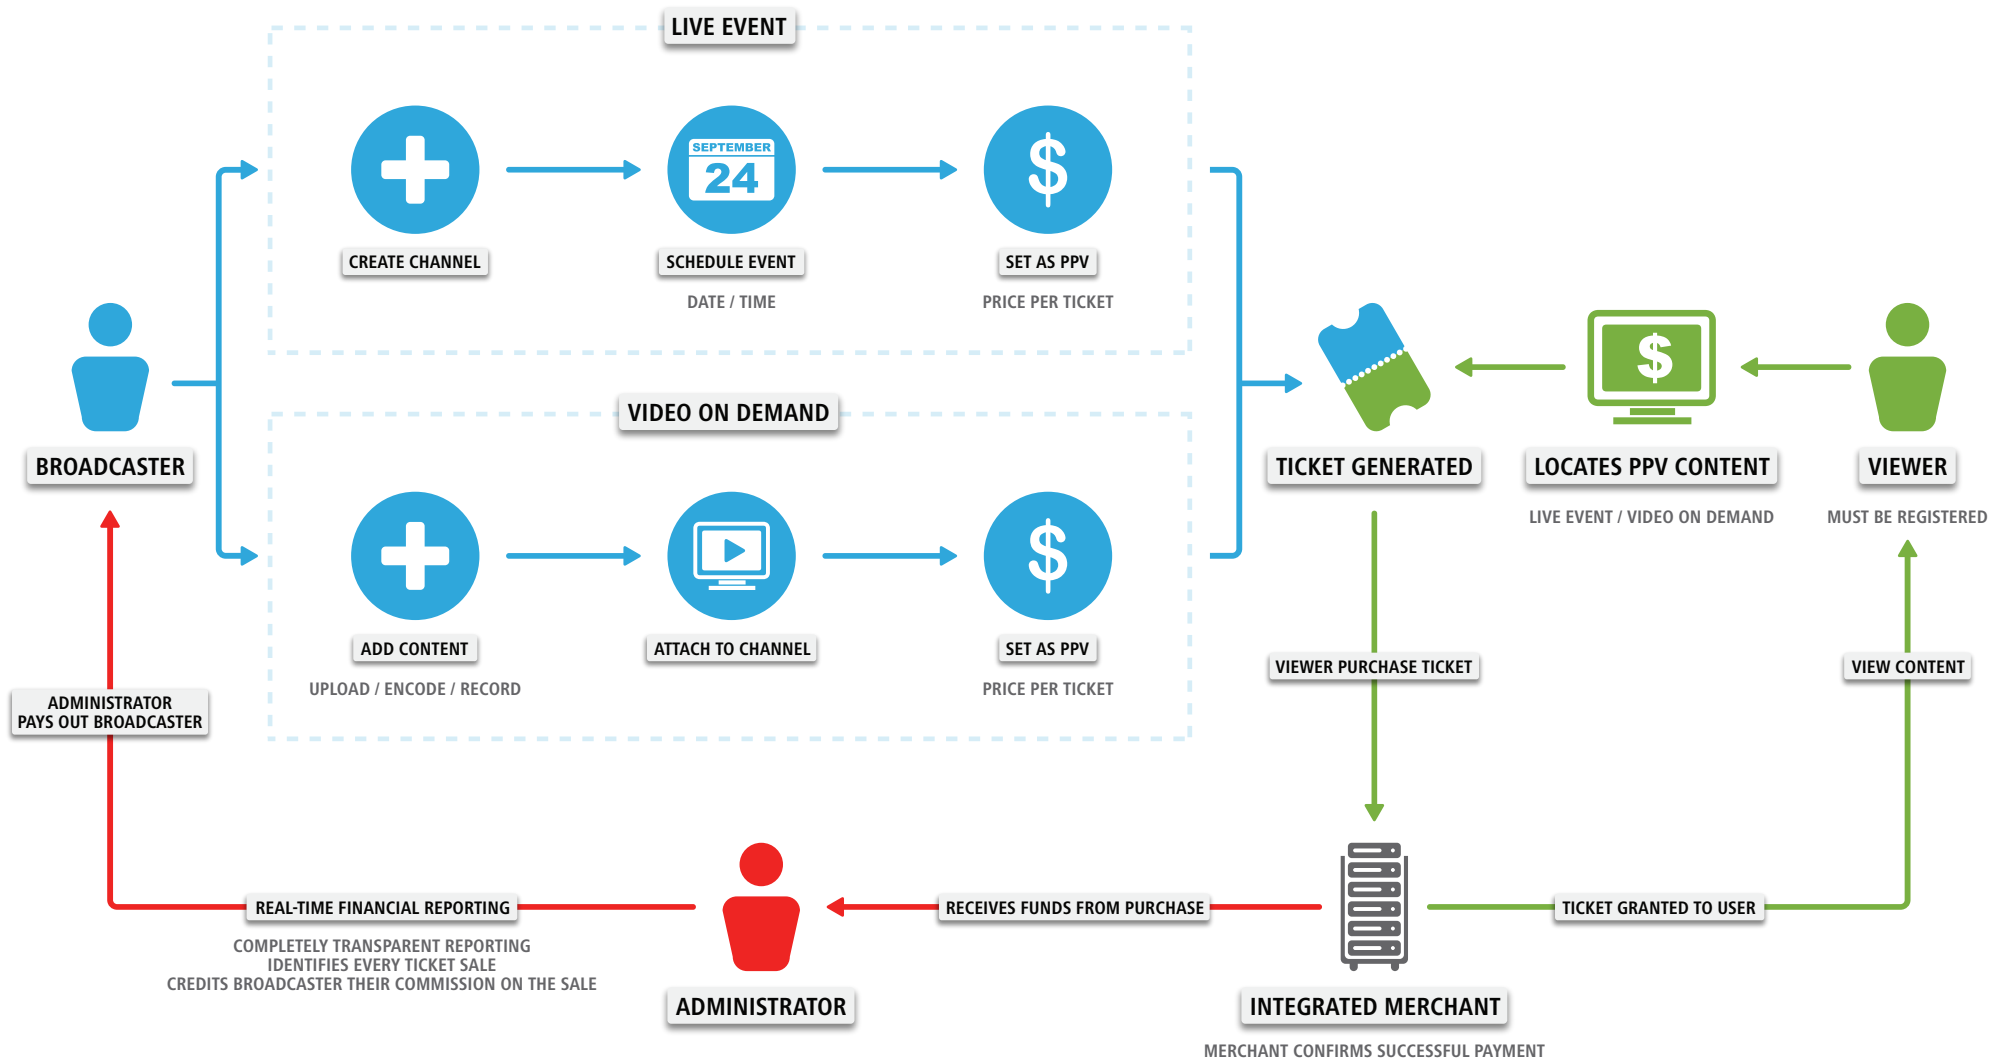 LIVE EVENT
SEPTEMBER
24
CREATE CHANNEL
SCHEDULE EVENT
DATE / TIME
SET AS PPV
PRICE PER TICKET
BROADCASTER
VIDEO ON DEMAND
ADD CONTENT
UPLOAD / ENCODE / RECORD
ATTACH TO CHANNEL
SET AS PPV
PRICE PER TICKET
$
$
$
TICKET GENERATED
LOCATES PPV CONTENT
LIVE EVENT / VIDEO ON DEMAND
VIEWER
MUST BE REGISTERED
VIEWER PURCHASE TICKET
VIEW CONTENT
ADMINISTRATOR
PAYS OUT BROADCASTER
REAL-TIME FINANCIAL REPORTING
COMPLETELY TRANSPARENT REPORTING
IDENTIFIES EVERY TICKET SALE
CREDITS BROADCASTER THEIR COMMISSION ON THE SALE
ADMINISTRATOR
RECEIVES FUNDS FROM PURCHASE
TICKET GRANTED TO USER
INTEGRATED MERCHANT
MERCHANT CONFIRMS SUCCESSFUL PAYMENT